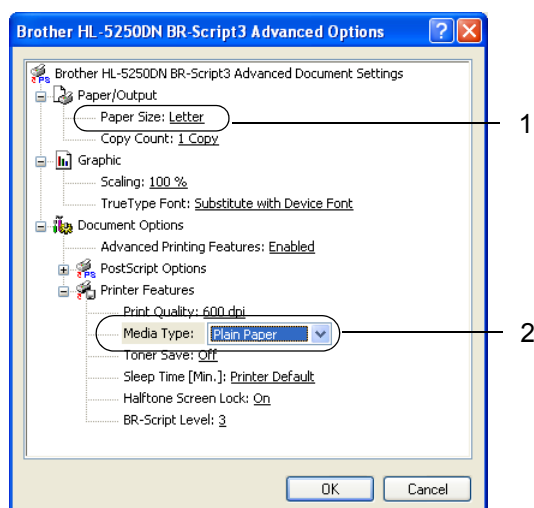 Brother HL-5250DN BR-Script3 Advanced Options
Brother HL-5250DN BR-Script3 Advanced Document Settings
Paper/Output
Paper Size: Letter
1
Copy Count: 1 Copy
Graphic
Scaling: 100 %
TrueType Font: Substitute with Device Font
Document Options
Advanced Printing Features: Enabled
PostScript Options
Printer Features
Print Quality: 600 dpi
Media Type: Plain Paper
2
Toner Save: Off
Sleep Time [Min.]: Printer Default
Halftone Screen Lock: On
BR-Script Level: 3
OK
Cancel